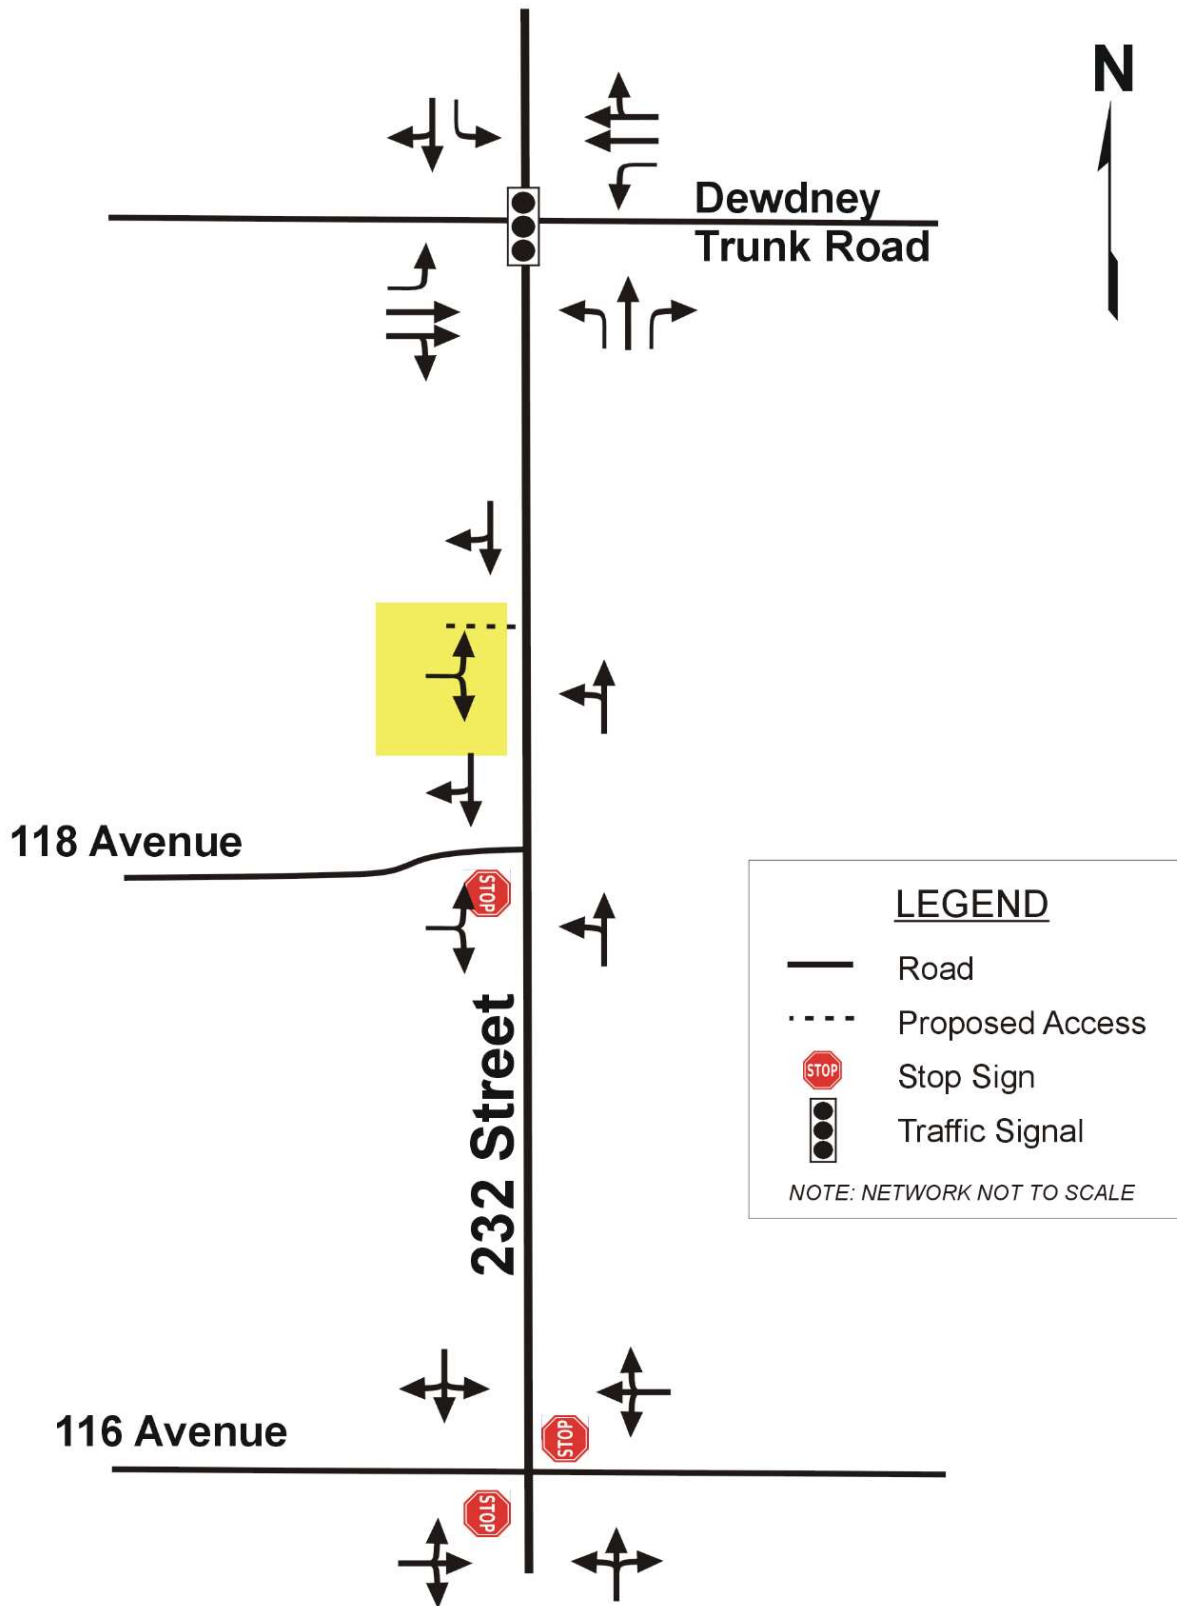 N
Dewdney
Trunk Road
118 Avenue
STOP
232 Street
LEGEND
Road
Proposed Access
STOP
Stop Sign
Traffic Signal
NOTE: NETWORK NOT TO SCALE
116 Avenue
STOP
STOP